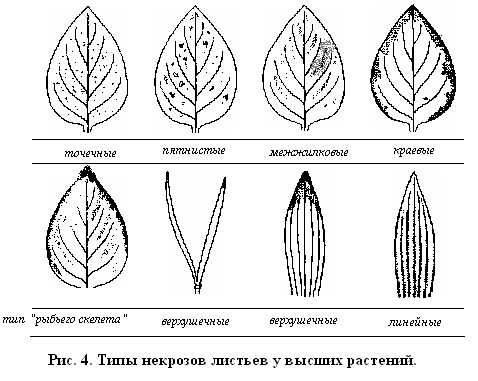 точечные пятнистые межжилковые краевые
тип "рыбьего скелета" верхушечные верхушечные линейные
Рис. 4. Типы некрозов листьев у высших растений.